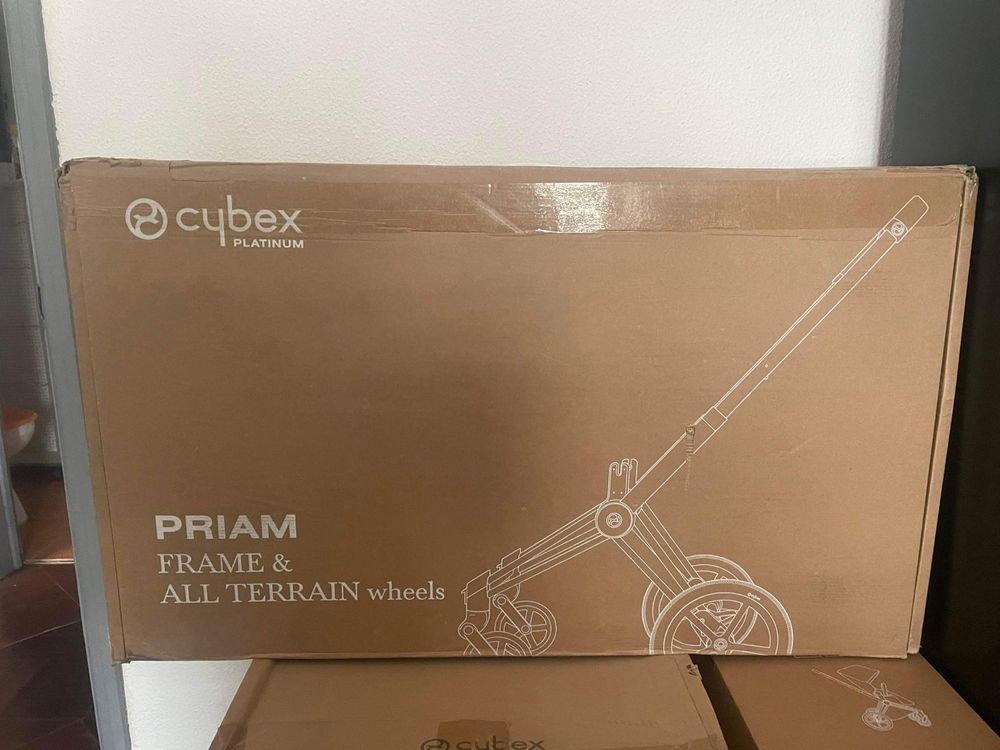 cybex
PLATINUM
PRIAM
FRAME &
ALL TERRAIN wheels
cybex